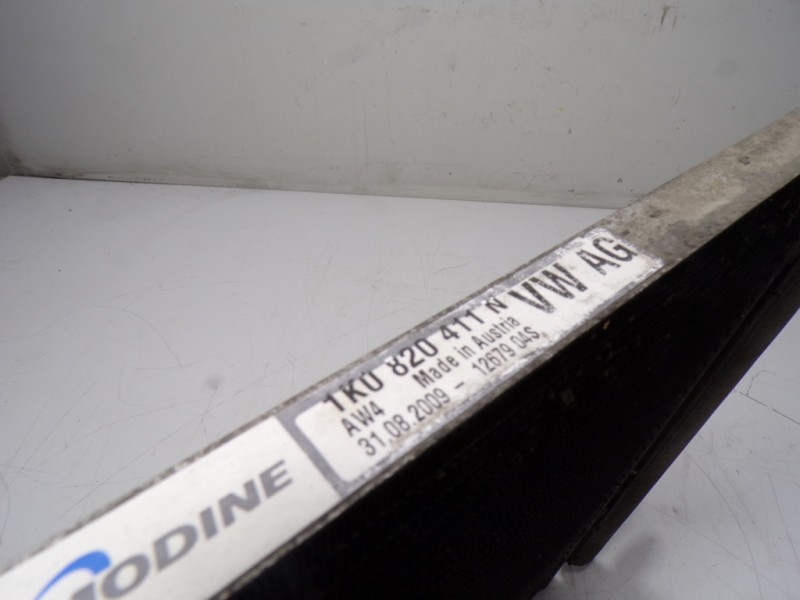 1K0 820 411 N VW AG
AW4 Made in Austria
31.08.2009 - 12679 04S
MODINE